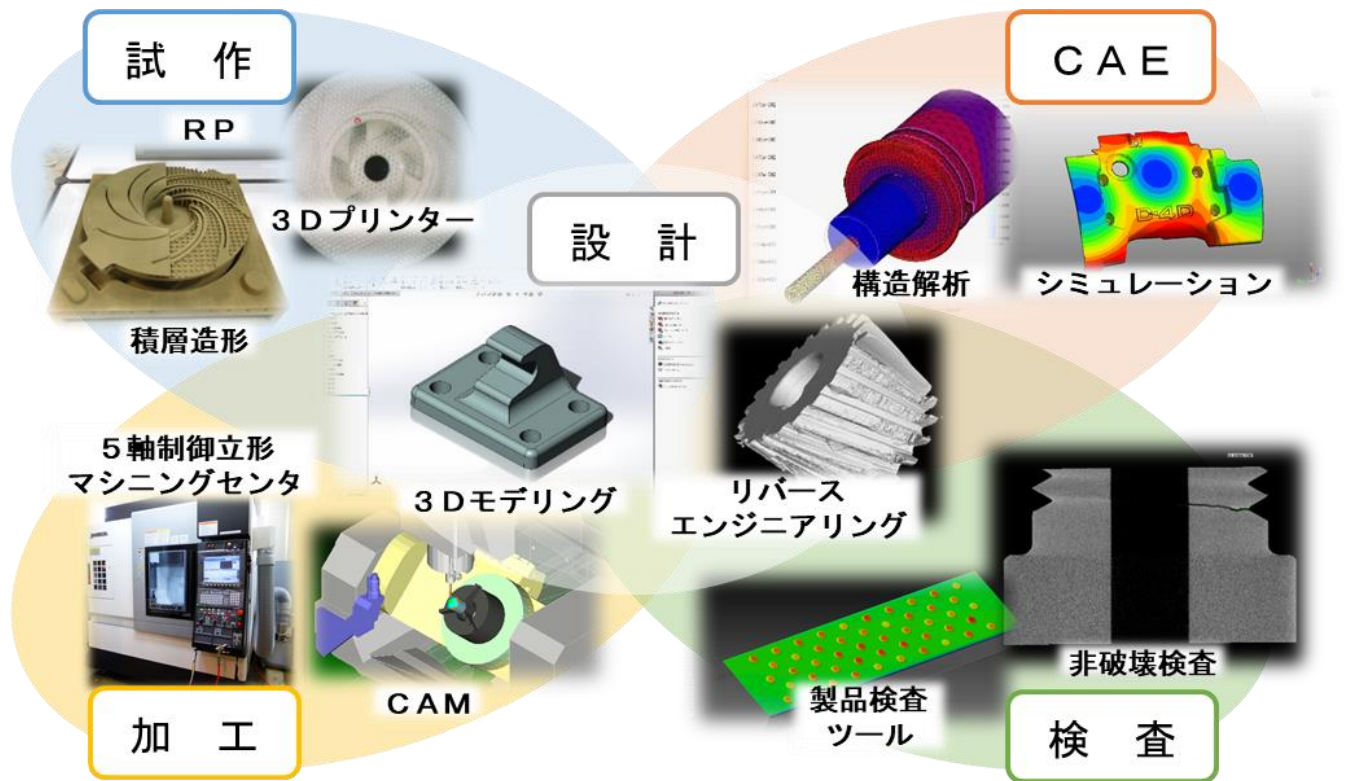 試　作
ＣＡＥ
ＲＰ
３Ｄプリンター
積層造形
設　計
構造解析
D-4D
シミュレーション
５軸制御立形
マシニングセンタ
３Ｄモデリング
リバース
エンジニアリング
ＣＡＭ
製品検査
ツール
非破壊検査
加　工
検　査